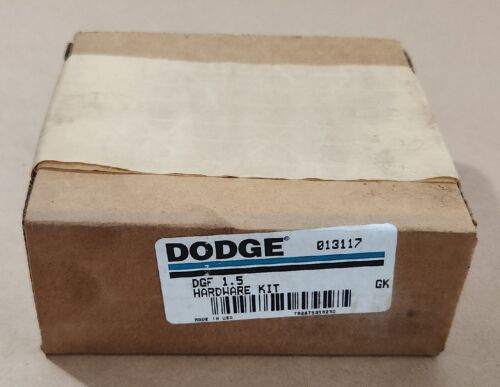 DODGE® 013117
DGF 1.5
HARDWARE KIT GK
MADE IN USA